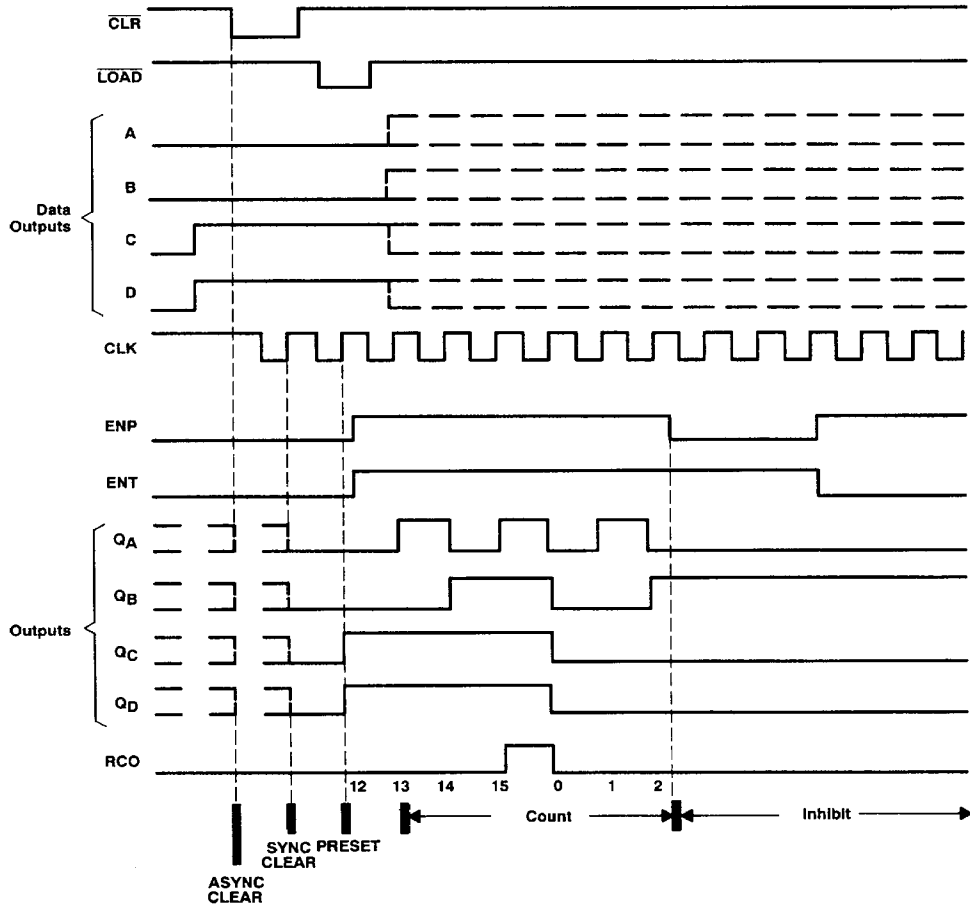 CLR
LOAD
A
B
Data
Outputs
C
D
CLK
ENP
ENT
QA
QB
Outputs
QC
QD
RCO
12 13 14 15 0 1 2
Count
Inhibit
SYNC
CLEAR
PRESET
ASYNC
CLEAR